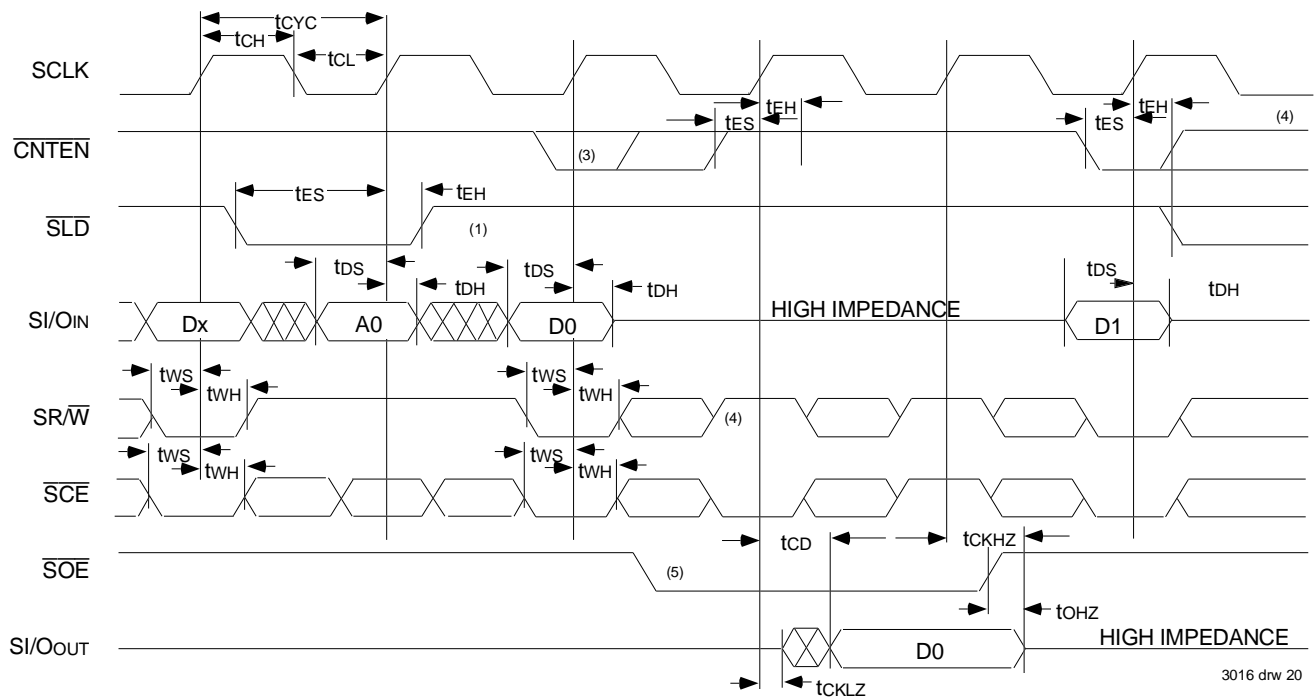 tCYC
tCH
tCL
SCLK
tEH
tES
tEH
tES
(4)
CNTEN
(3)
tES
tEH
SLD
(1)
tDS
tDH
tDS
tDH
tDS
tDH
SI/OIN
Dx
A0
D0
HIGH IMPEDANCE
D1
tWS
tWH
tWS
tWH
SR/W
(4)
tWS
tWH
tWS
tWH
SCE
tCD
tCKHZ
SOE
(5)
tOHZ
SI/OOUT
D0
HIGH IMPEDANCE
tCKLZ
3016 drw 20